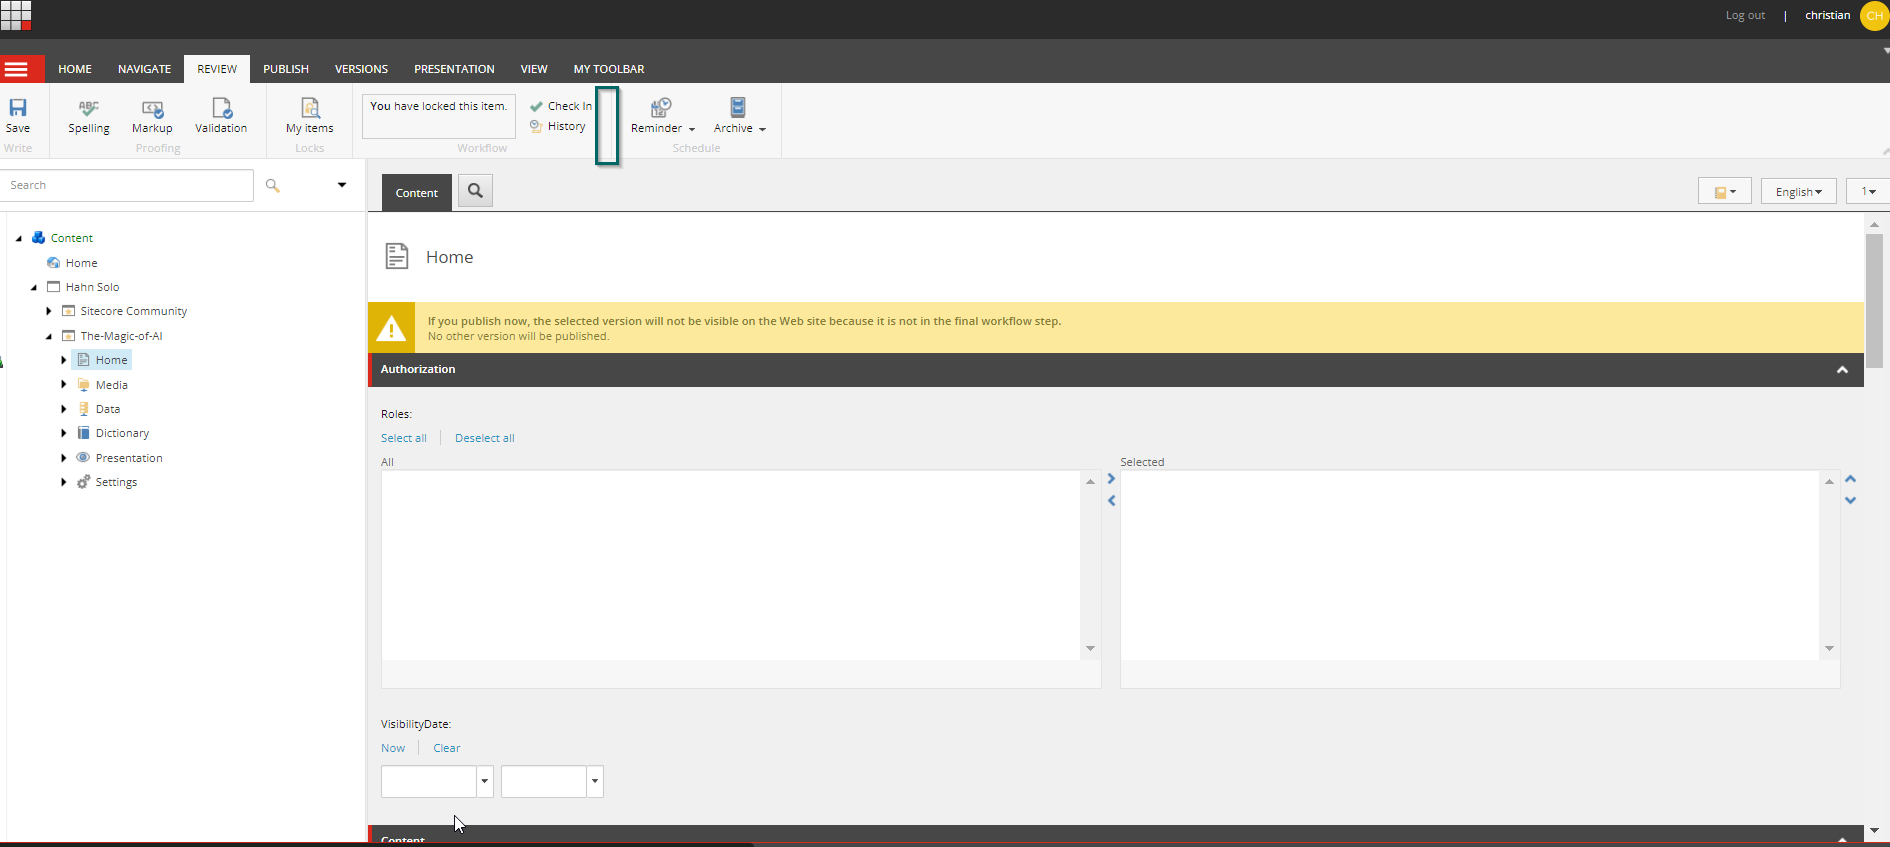 Log out | christian CH
HOME NAVIGATE REVIEW PUBLISH VERSIONS PRESENTATION VIEW MY TOOLBAR
You have locked this item. Check In
History
Save Spelling Markup Validation My items Reminder Archive
Write Proofing Locks Workflow Schedule
Search
Content
Home
Hahn Solo
Sitecore Community
The-Magic-of-AI
Home
Media
Data
Dictionary
Presentation
Settings
Content
English 1
Home
If you publish now, the selected version will not be visible on the Web site because it is not in the final workflow step.
No other version will be published.
Authorization
Roles:
Select all Deselect all
All Selected
VisibilityDate:
Now Clear
Content